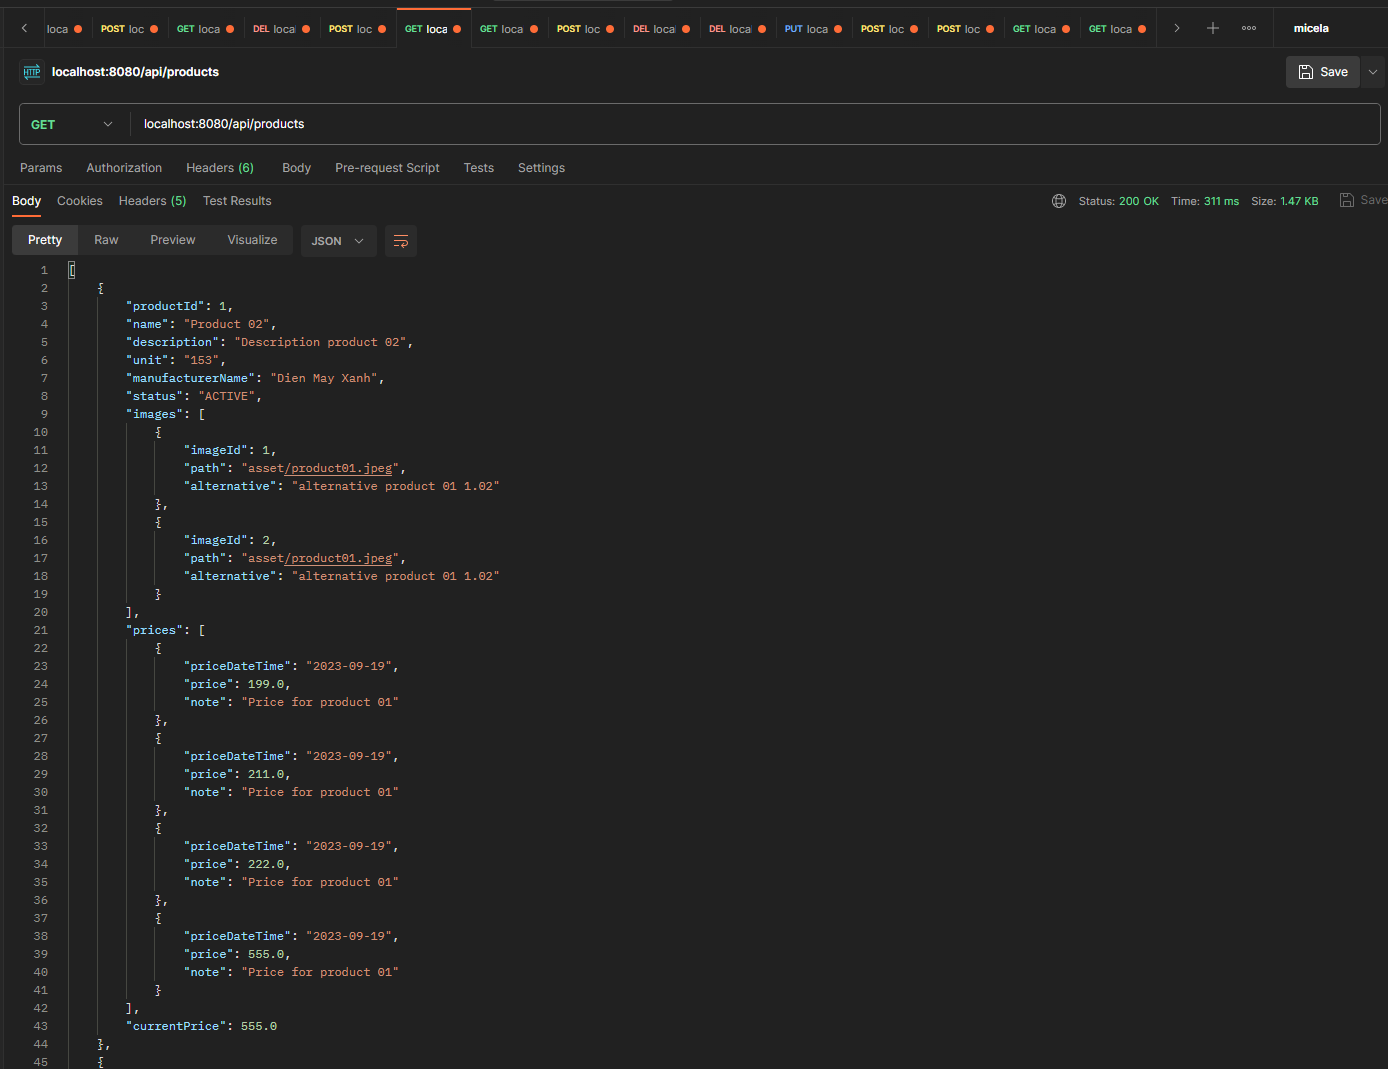 loca POST loc GET loca DEL local POST loc GET loca GET loca POST loc DEL local DEL local PUT loca POST loc POST loc GET loca GET loca micela
HTTP localhost:8080/api/products Save
GET localhost:8080/api/products
Params Authorization Headers (6) Body Pre-request Script Tests Settings
Body Cookies Headers (5) Test Results Status: 200 OK Time: 311 ms Size: 1.47 KB Save
Pretty Raw Preview Visualize JSON
1 [
2 {
3 "productId": 1,
4 "name": "Product 02",
5 "description": "Description product 02",
6 "unit": "153",
7 "manufacturerName": "Dien May Xanh",
8 "status": "ACTIVE",
9 "images": [
10 {
11 "imageId": 1,
12 "path": "asset/product01.jpeg",
13 "alternative": "alternative product 01 1.02"
14 },
15 {
16 "imageId": 2,
17 "path": "asset/product01.jpeg",
18 "alternative": "alternative product 01 1.02"
19 }
20 ],
21 "prices": [
22 {
23 "priceDateTime": "2023-09-19",
24 "price": 199.0,
25 "note": "Price for product 01"
26 },
27 {
28 "priceDateTime": "2023-09-19",
29 "price": 211.0,
30 "note": "Price for product 01"
31 },
32 {
33 "priceDateTime": "2023-09-19",
34 "price": 222.0,
35 "note": "Price for product 01"
36 },
37 {
38 "priceDateTime": "2023-09-19",
39 "price": 555.0,
40 "note": "Price for product 01"
41 }
42 ],
43 "currentPrice": 555.0
44 },
45 {